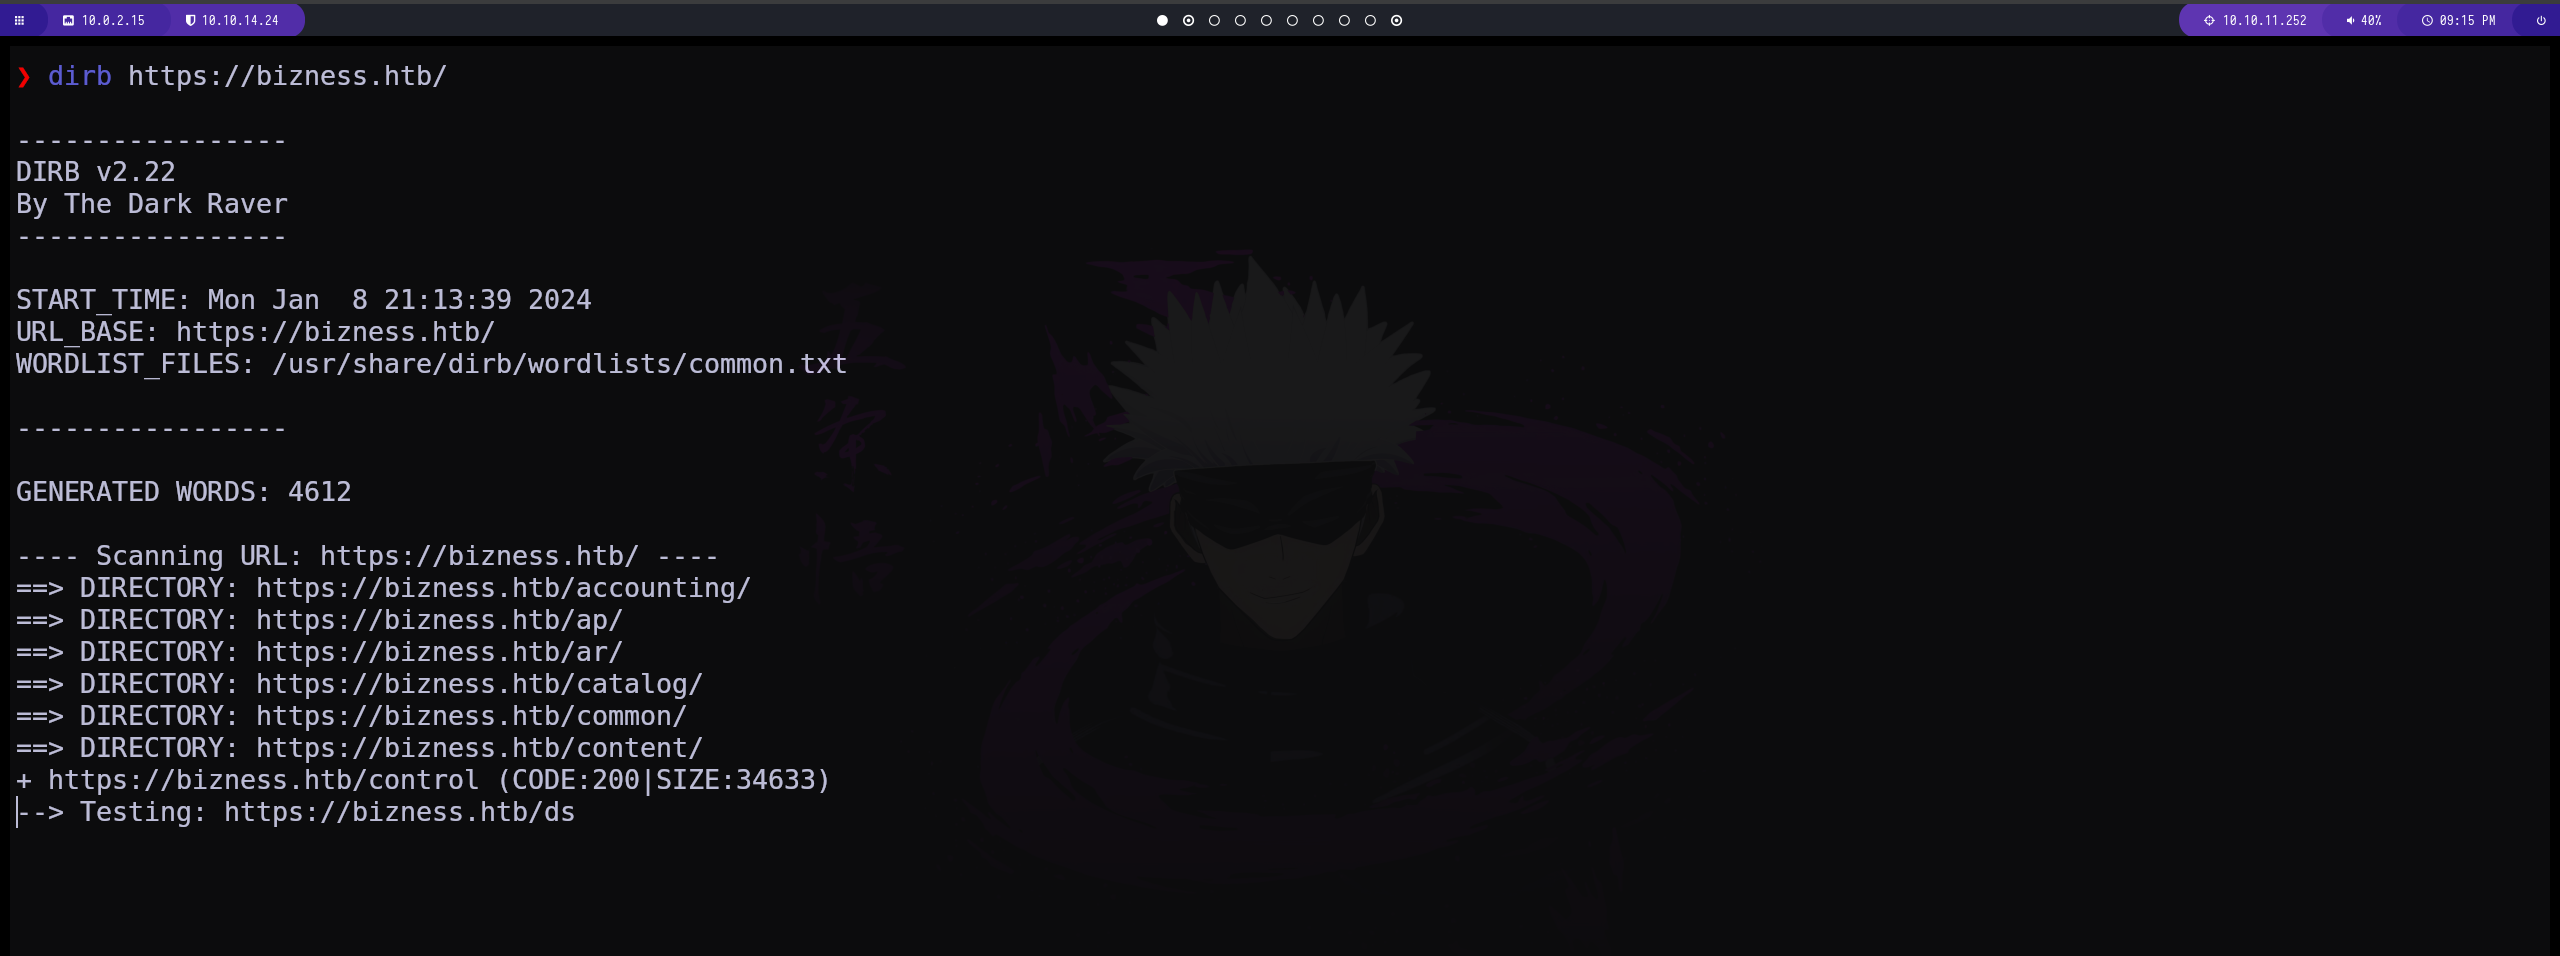 10.0.2.15 10.10.14.24 10.10.11.252 40% 09:15 PM
❯ dirb https://bizness.htb/
-----------------
DIRB v2.22
By The Dark Raver
-----------------
START_TIME: Mon Jan  8 21:13:39 2024
URL_BASE: https://bizness.htb/
WORDLIST_FILES: /usr/share/dirb/wordlists/common.txt
-----------------
GENERATED WORDS: 4612
---- Scanning URL: https://bizness.htb/ ----
==> DIRECTORY: https://bizness.htb/accounting/
==> DIRECTORY: https://bizness.htb/ap/
==> DIRECTORY: https://bizness.htb/ar/
==> DIRECTORY: https://bizness.htb/catalog/
==> DIRECTORY: https://bizness.htb/common/
==> DIRECTORY: https://bizness.htb/content/
+ https://bizness.htb/control (CODE:200|SIZE:34633)
--> Testing: https://bizness.htb/ds
五
条
悟